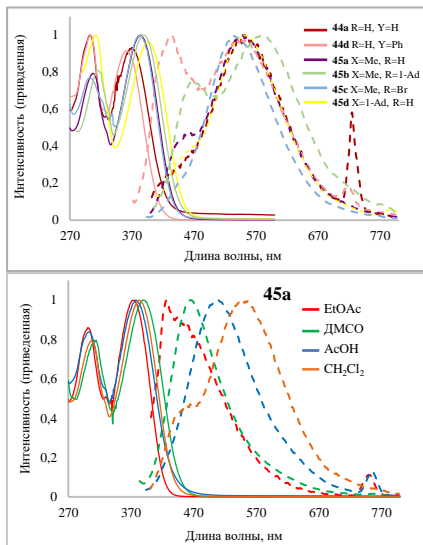 Интенсивность (приведенная)
1
0,8
0,6
0,4
0,2
0
270 370 470 570 670 770
Длина волны, нм
44a R=H, Y=H
44d R=H, Y=Ph
45a X=Me, R=H
45b X=Me, R=1-Ad
45c X=Me, R=Br
45d X=1-Ad, R=H
Интенсивность (приведенная)
1
0,8
0,6
0,4
0,2
0
270 370 470 570 670 770
Длина волны, нм
45a
EtOAc
ДМСО
AcOH
CH₂Cl₂